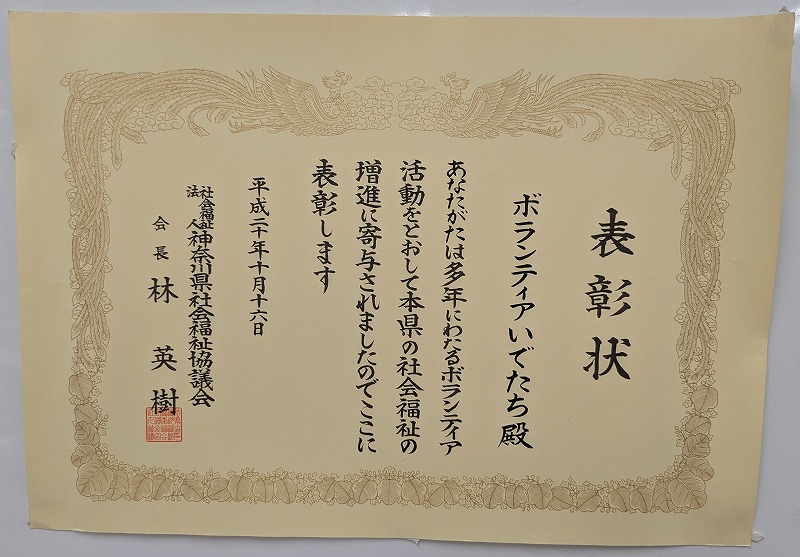 表彰状
ボランティアいでたち殿
あなたがたは多年にわたるボランティア
活動をとおして本県の社会福祉の
増進に寄与されましたのでここに
表彰します
平成二十年十月十六日
社会福祉法人神奈川県社会福祉協議会
会長 林英樹